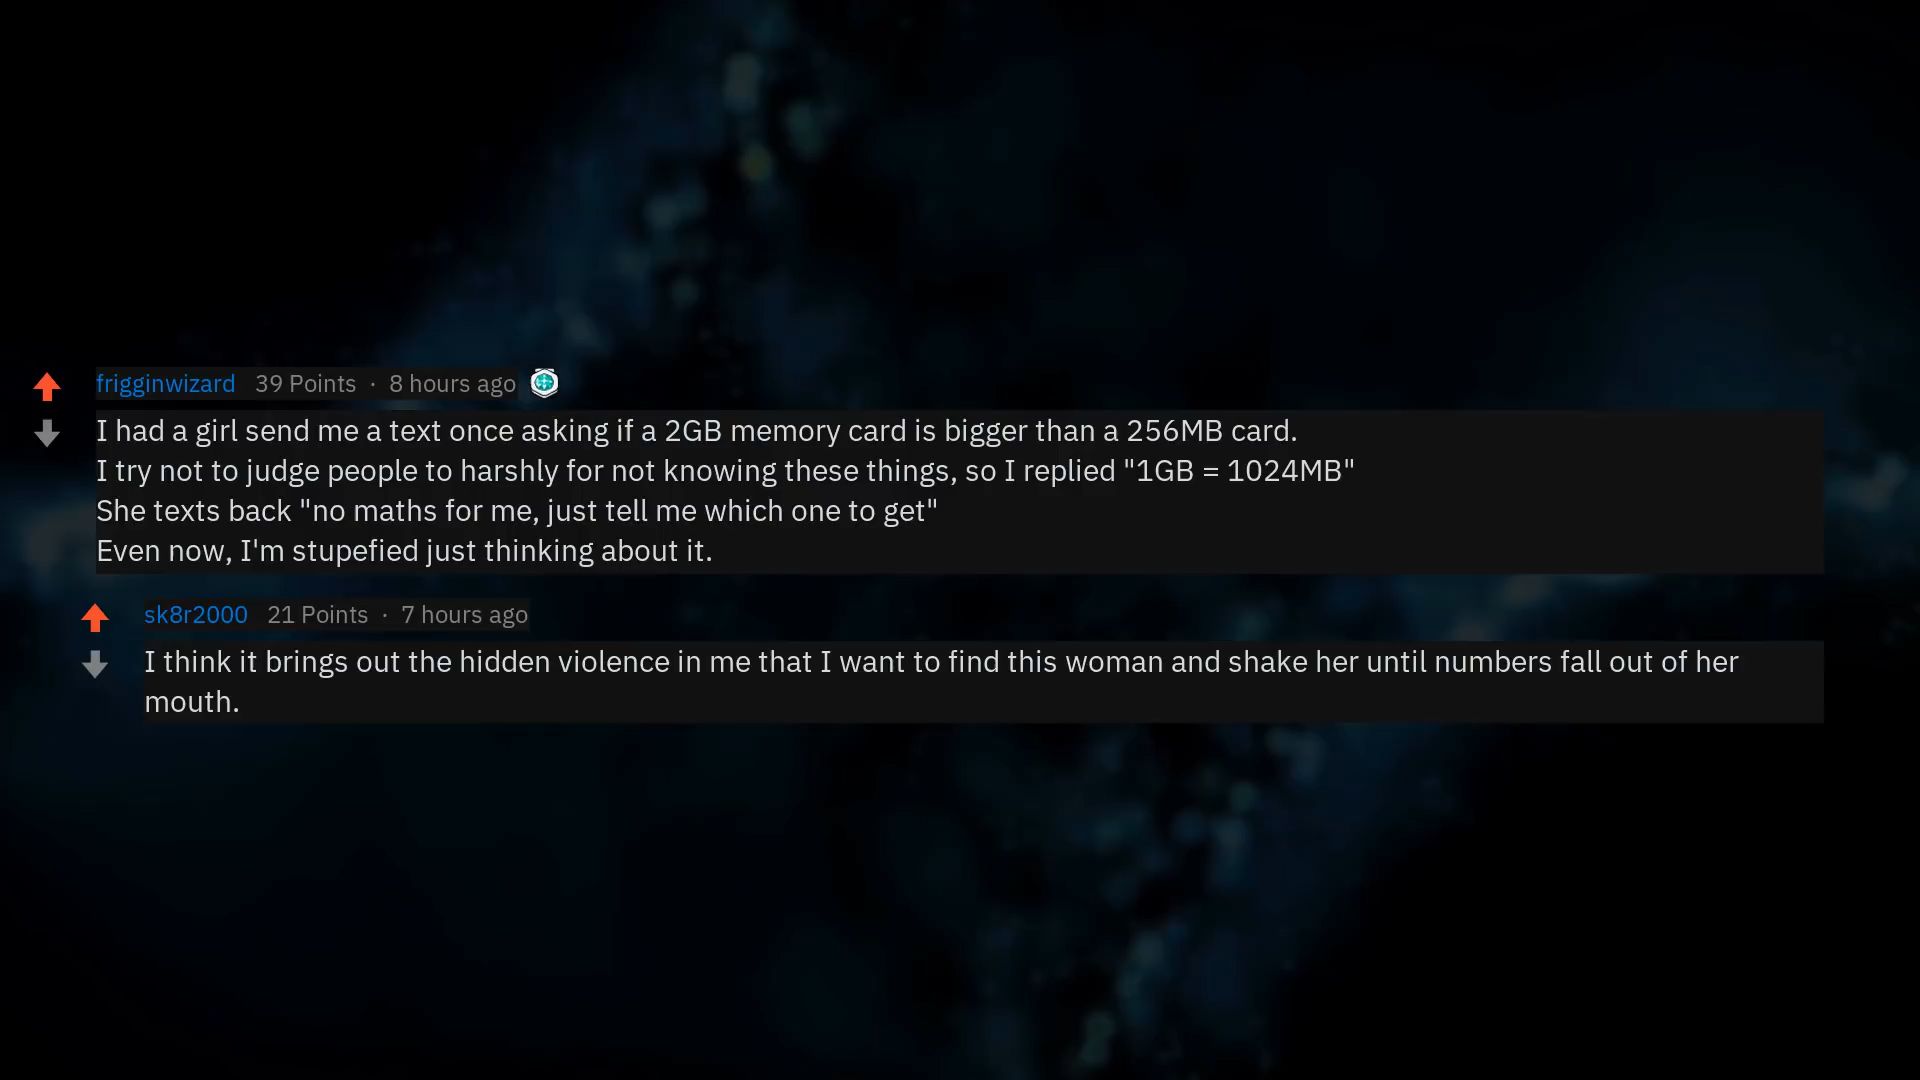 frigginwizard 39 Points · 8 hours ago
I had a girl send me a text once asking if a 2GB memory card is bigger than a 256MB card.
I try not to judge people to harshly for not knowing these things, so I replied "1GB = 1024MB"
She texts back "no maths for me, just tell me which one to get"
Even now, I'm stupefied just thinking about it.
sk8r2000 21 Points · 7 hours ago
I think it brings out the hidden violence in me that I want to find this woman and shake her until numbers fall out of her
mouth.